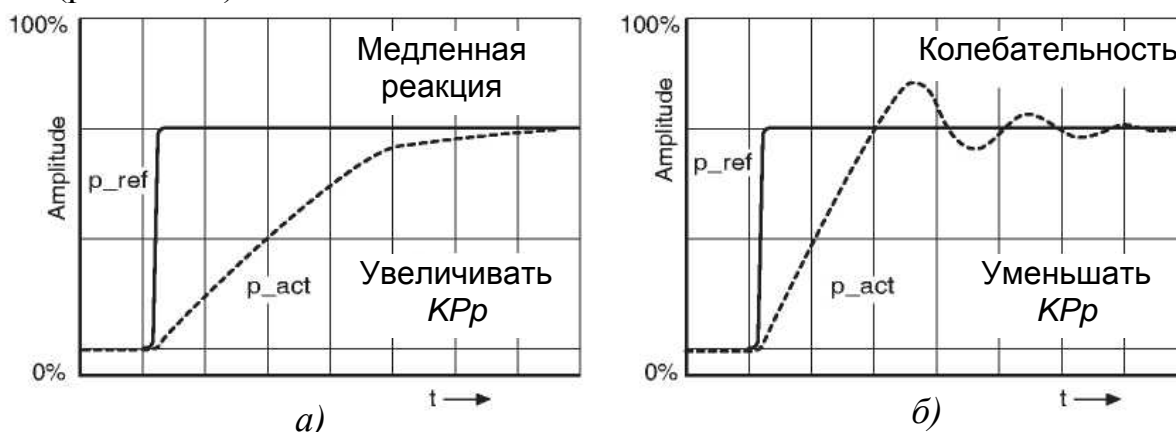 100%
Amplitude
0%
p_ref
p_act
Медленная
реакция
Увеличивать
KPp
t
а)
100%
Amplitude
0%
p_ref
p_act
Колебательность
Уменьшать
KPp
t
б)